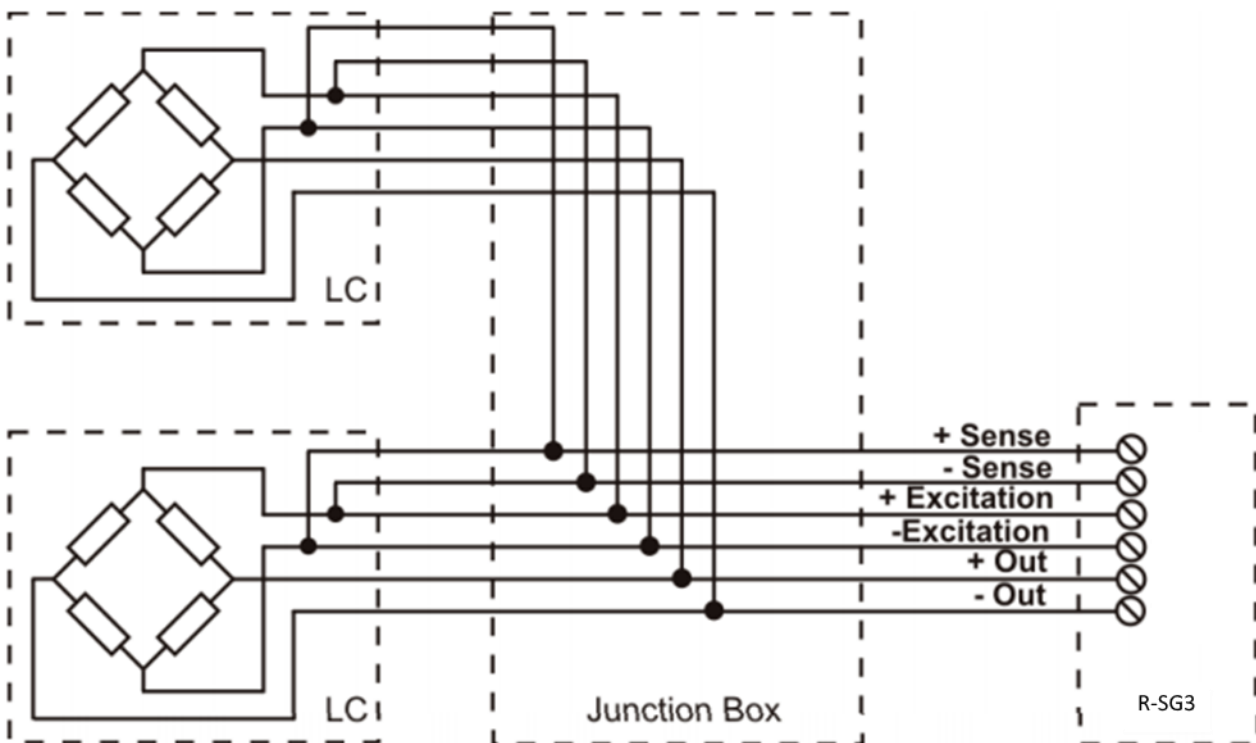 LC
+ Sense
- Sense
+ Excitation
-Excitation
+ Out
- Out
LC
Junction Box
R-SG3